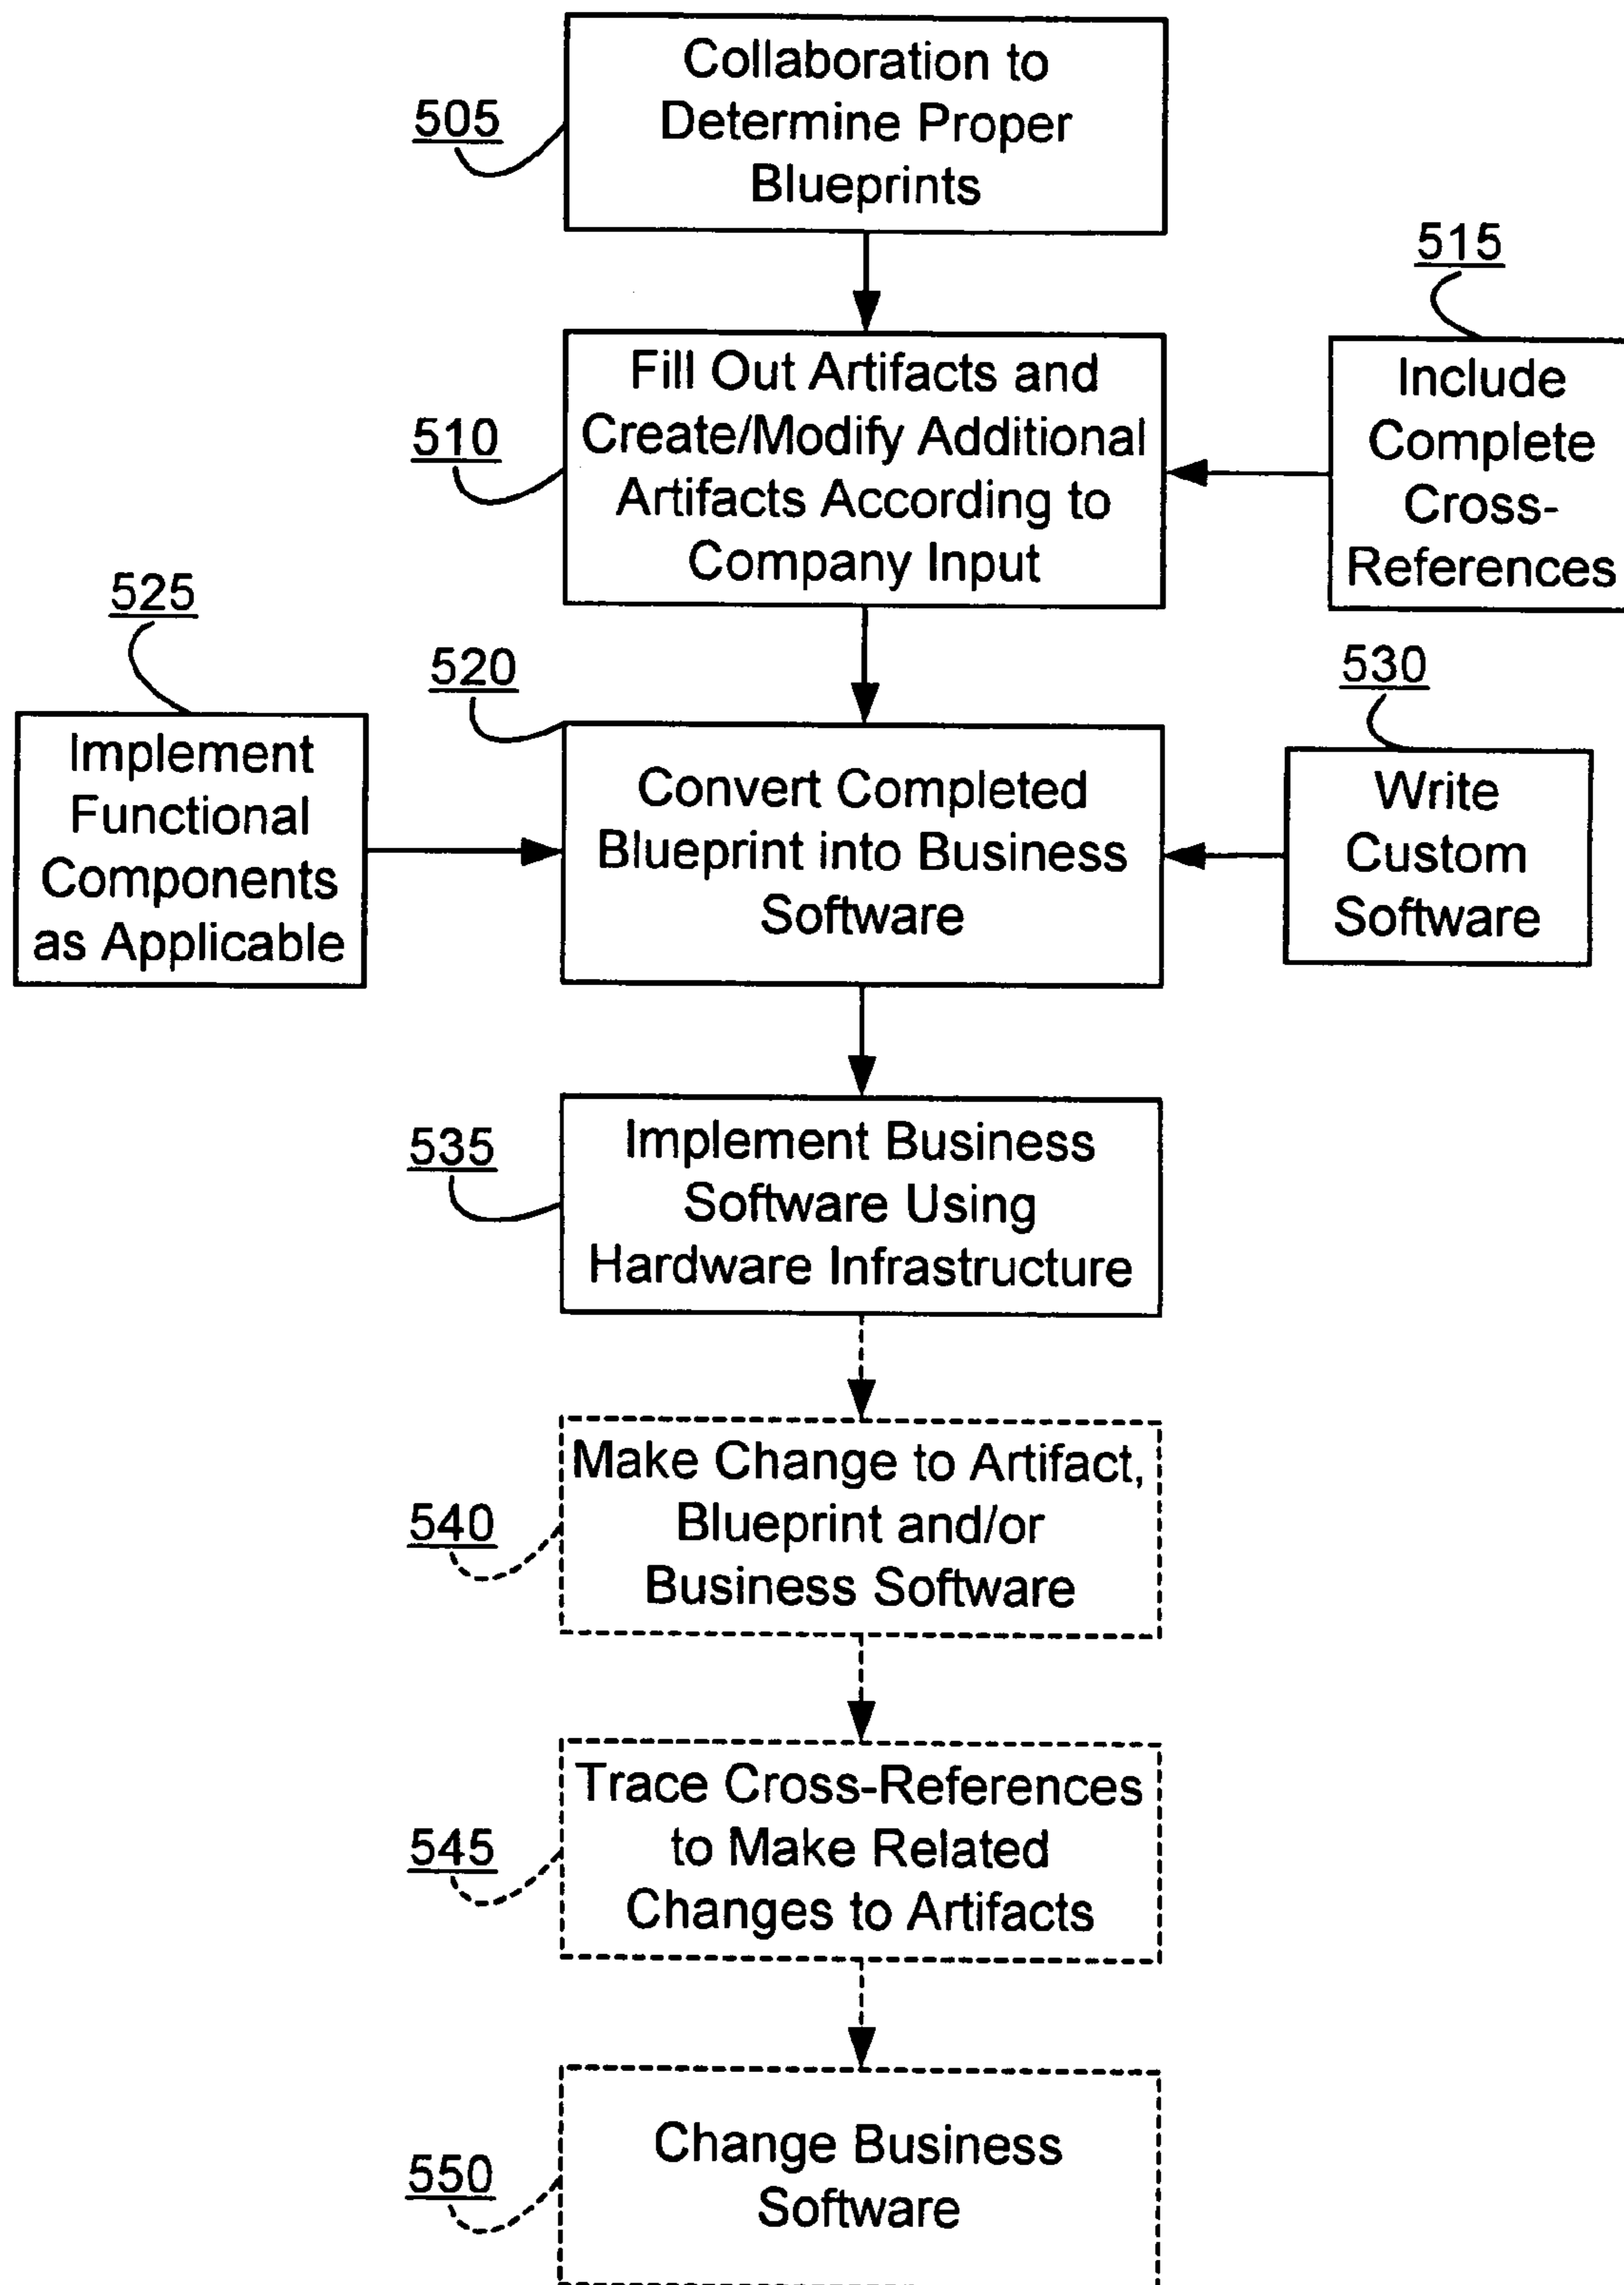 Collaboration to
Determine Proper
Blueprints
505
515
Fill Out Artifacts and
Create/Modify Additional
Artifacts According to
Company Input
510
Include
Complete
Cross-
References
525
520
530
Implement
Functional
Components
as Applicable
Convert Completed
Blueprint into Business
Software
Write
Custom
Software
535
Implement Business
Software Using
Hardware Infrastructure
540
Make Change to Artifact,
Blueprint and/or
Business Software
545
Trace Cross-References
to Make Related
Changes to Artifacts
550
Change Business
Software